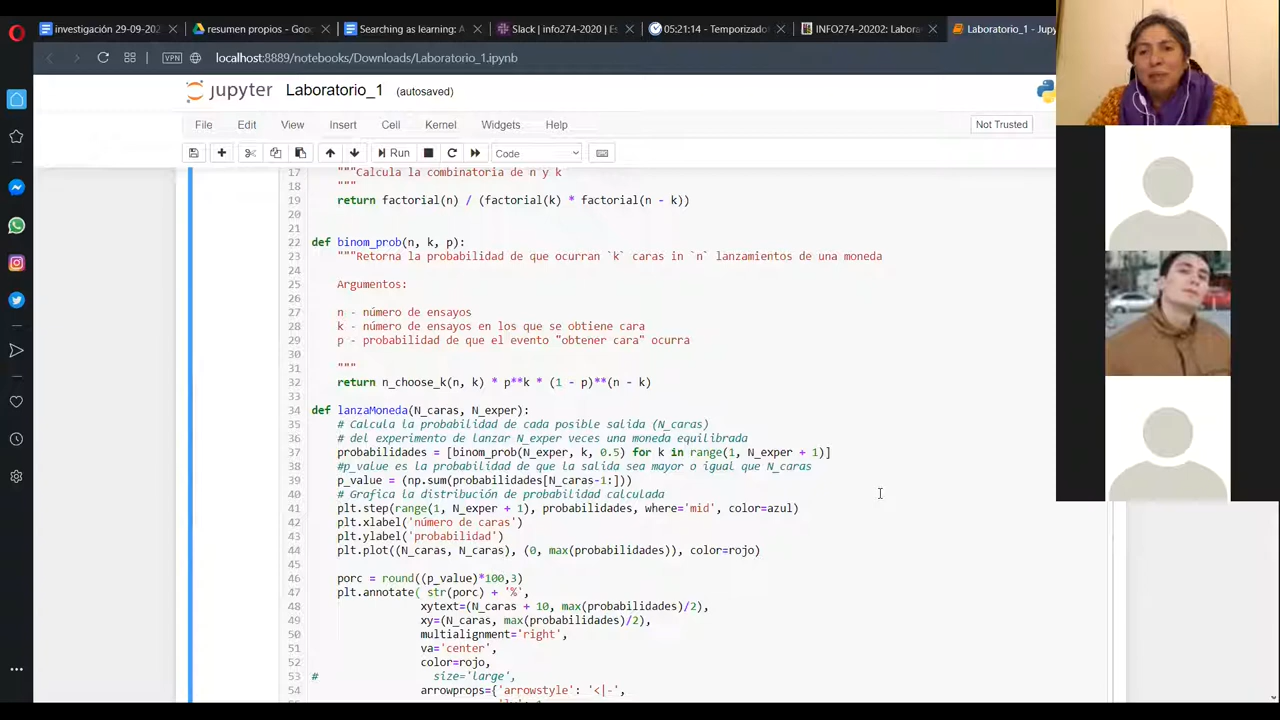 investigación 29-09-202
resumen propios - Goo
Searching as learning: A
Slack | info274-2020 | Es
05:21:14 - Temporizado
INFO274-20202: Labora
Laboratorio_1 - Jupy
VPN
localhost:8889/notebooks/Downloads/Laboratorio_1.ipynb
jupyter Laboratorio_1 (autosaved)
File Edit View Insert Cell Kernel Widgets Help
Not Trusted
Run
Code
17 """Calcula la combinatoria de n y k
18 """
19 return factorial(n) / (factorial(k) * factorial(n - k))
20
21
22 def binom_prob(n, k, p):
23 """Retorna la probabilidad de que ocurran `k` caras in `n` lanzamientos de una moneda
24
25 Argumentos:
26
27 n - número de ensayos
28 k - número de ensayos en los que se obtiene cara
29 p - probabilidad de que el evento "obtener cara" ocurra
30
31 """
32 return n_choose_k(n, k) * p**k * (1 - p)**(n - k)
33
34 def lanzaMoneda(N_caras, N_exper):
35 # Calcula la probabilidad de cada posible salida (N_caras)
36 # del experimento de lanzar N_exper veces una moneda equilibrada
37 probabilidades = [binom_prob(N_exper, k, 0.5) for k in range(1, N_exper + 1)]
38 #p_value es la probabilidad de que la salida sea mayor o igual que N_caras
39 p_value = (np.sum(probabilidades[N_caras-1:]))
40 # Grafica la distribución de probabilidad calculada
41 plt.step(range(1, N_exper + 1), probabilidades, where='mid', color=azul)
42 plt.xlabel('número de caras')
43 plt.ylabel('probabilidad')
44 plt.plot((N_caras, N_caras), (0, max(probabilidades)), color=rojo)
45
46 porc = round((p_value)*100,3)
47 plt.annotate( str(porc) + '%',
48 xytext=(N_caras + 10, max(probabilidades)/2),
49 xy=(N_caras, max(probabilidades)/2),
50 multialignment='right',
51 va='center',
52 color=rojo,
53 # size='large',
54 arrowprops={'arrowstyle': '<|-',